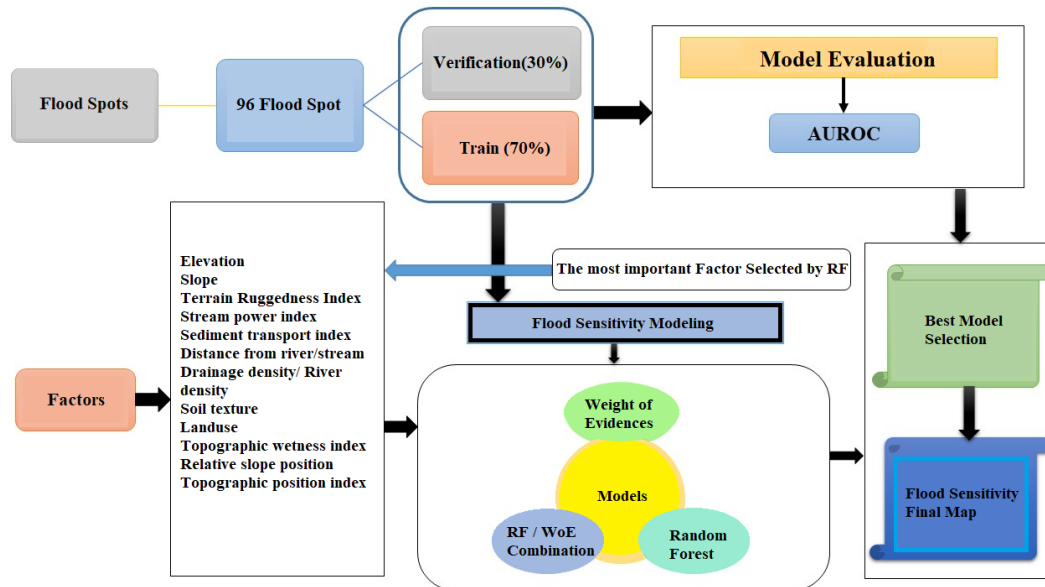 Flood Spots
96 Flood Spot
Verification(30%)
Train (70%)
Model Evaluation
AUROC
Elevation
Slope
Terrain Ruggedness Index
Stream power index
Sediment transport index
Distance from river/stream
Drainage density/ River
density
Soil texture
Landuse
Topographic wetness index
Relative slope position
Topographic position index
Factors
The most important Factor Selected by RF
Flood Sensitivity Modeling
Weight of
Evidences
Models
RF / WoE
Combination
Random
Forest
Best Model
Selection
Flood Sensitivity
Final Map